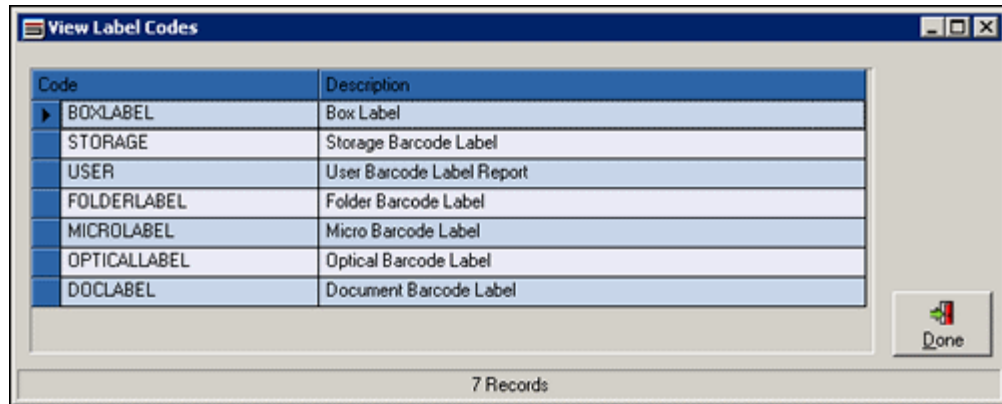 View Label Codes
Code Description
BOXLABEL Box Label
STORAGE Storage Barcode Label
USER User Barcode Label Report
FOLDERLABEL Folder Barcode Label
MICROLABEL Micro Barcode Label
OPTICALLABEL Optical Barcode Label
DOCLABEL Document Barcode Label
Done
7 Records